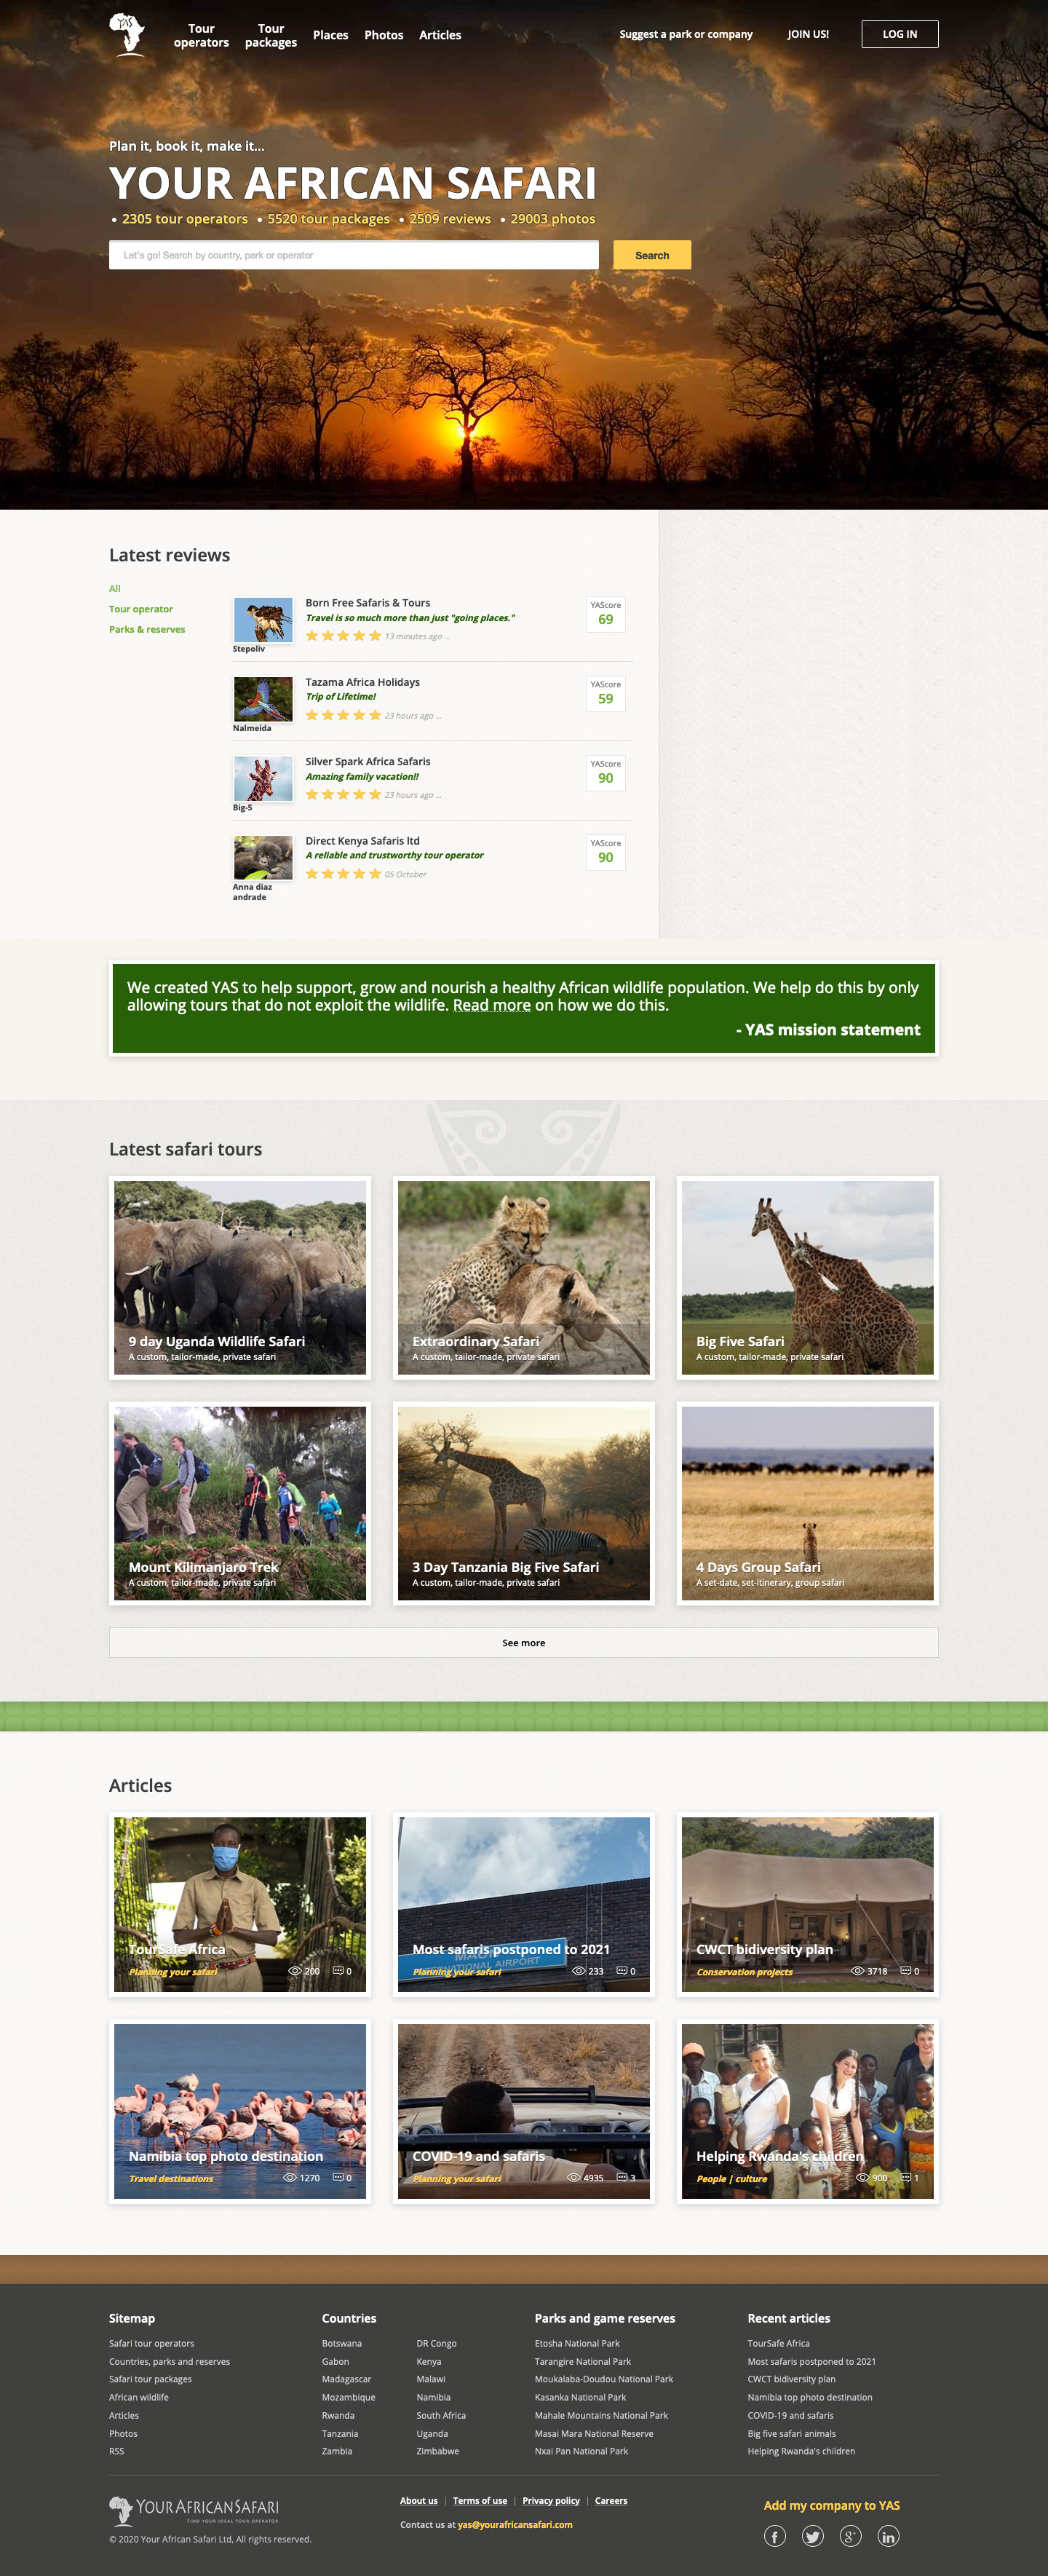 YAS
Tour operators
Tour packages
Places
Photos
Articles
Suggest a park or company
JOIN US!
LOG IN
Plan it, book it, make it...
YOUR AFRICAN SAFARI
• 2305 tour operators • 5520 tour packages • 2509 reviews • 29003 photos
Let's go! Search by country, park or operator
Search
Latest reviews
All
Tour operator
Parks & reserves
Stepoliv
Born Free Safaris & Tours
Travel is so much more than just "going places."
13 minutes ago ...
YAScore
69
Nalmeida
Tazama Africa Holidays
Trip of Lifetime!
23 hours ago ...
YAScore
59
Big-5
Silver Spark Africa Safaris
Amazing family vacation!!
23 hours ago ...
YAScore
90
Anna diaz
andrade
Direct Kenya Safaris ltd
A reliable and trustworthy tour operator
05 October
YAScore
90
We created YAS to help support, grow and nourish a healthy African wildlife population. We help do this by only
allowing tours that do not exploit the wildlife. Read more on how we do this.
- YAS mission statement
Latest safari tours
9 day Uganda Wildlife Safari
A custom, tailor-made, private safari
Extraordinary Safari
A custom, tailor-made, private safari
Big Five Safari
A custom, tailor-made, private safari
Mount Kilimanjaro Trek
A custom, tailor-made, private safari
3 Day Tanzania Big Five Safari
A custom, tailor-made, private safari
4 Days Group Safari
A set-date, set-itinerary, group safari
See more
Articles
TourSafe Africa
Planning your safari 200 0
Most safaris postponed to 2021
Planning your safari 233 0
AIRPORT
CWCT bidiversity plan
Conservation projects 3718 0
Namibia top photo destination
Travel destinations 1270 0
COVID-19 and safaris
Planning your safari 4935 3
Helping Rwanda's children
People | culture 900 1
Sitemap
Safari tour operators
Countries, parks and reserves
Safari tour packages
African wildlife
Articles
Photos
RSS
Countries
Botswana
Gabon
Madagascar
Mozambique
Rwanda
Tanzania
Zambia
DR Congo
Kenya
Malawi
Namibia
South Africa
Uganda
Zimbabwe
Parks and game reserves
Etosha National Park
Tarangire National Park
Moukalaba-Doudou National Park
Kasanka National Park
Mahale Mountains National Park
Masai Mara National Reserve
Nxai Pan National Park
Recent articles
TourSafe Africa
Most safaris postponed to 2021
CWCT bidiversity plan
Namibia top photo destination
COVID-19 and safaris
Big five safari animals
Helping Rwanda's children
YOURAFRICANSAFARI
FIND YOUR IDEAL TOUR OPERATOR
© 2020 Your African Safari Ltd, All rights reserved.
About us | Terms of use | Privacy policy | Careers
Contact us at yas@yourafricansafari.com
Add my company to YAS